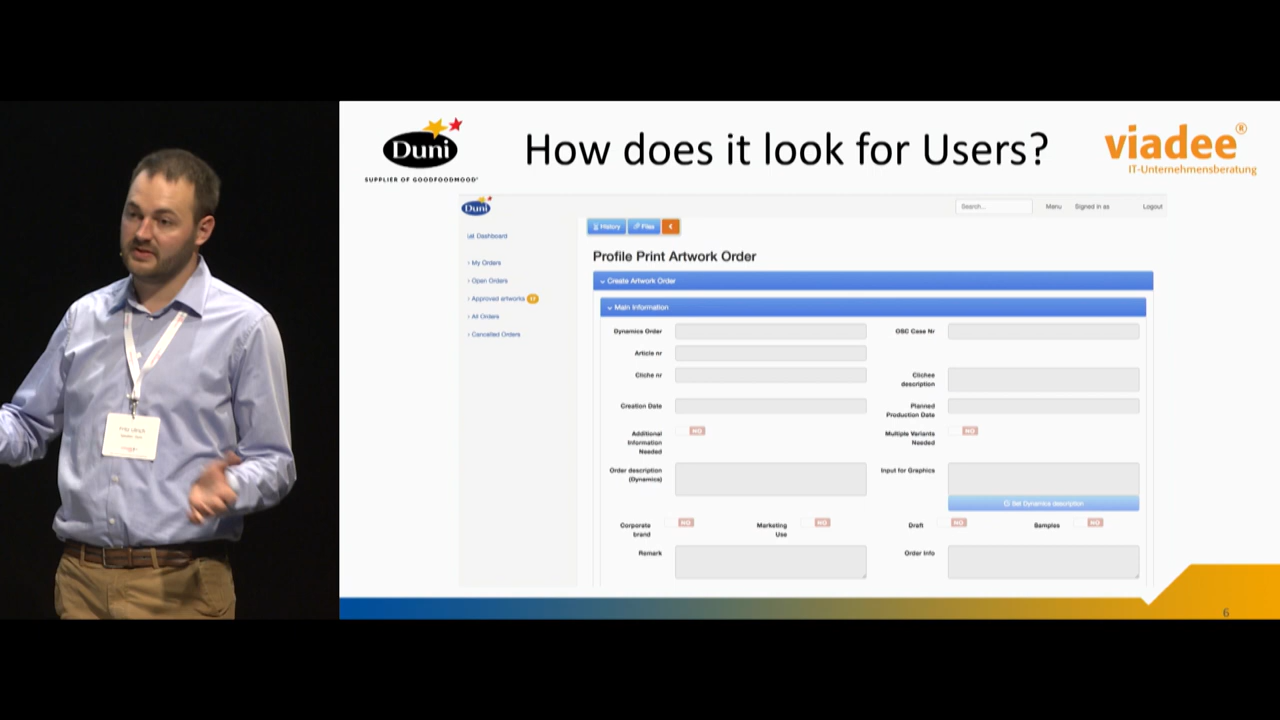 Duni
SUPPLIER OF GOODFOODMOOD®
How does it look for Users?
viadee®
IT-Unternehmensberatung
Duni
Search...
Menu
Signed in as
Logout
Dashboard
History
Files
› My Orders
› Open Orders
› Approved artworks
› All Orders
› Cancelled Orders
Profile Print Artwork Order
Create Artwork Order
Main Information
Dynamics Order
OSC Case Nr
Article nr
Cliche nr
Clichee
description
Creation Date
Planned
Production Date
Additional
Information
Needed
NO
Multiple Variants
Needed
NO
Order description
(Dynamics)
Input for Graphics
Set Dynamics description
Corporate
brand
NO
Marketing
Use
NO
Draft
NO
Samples
NO
Remark
Order Info
6